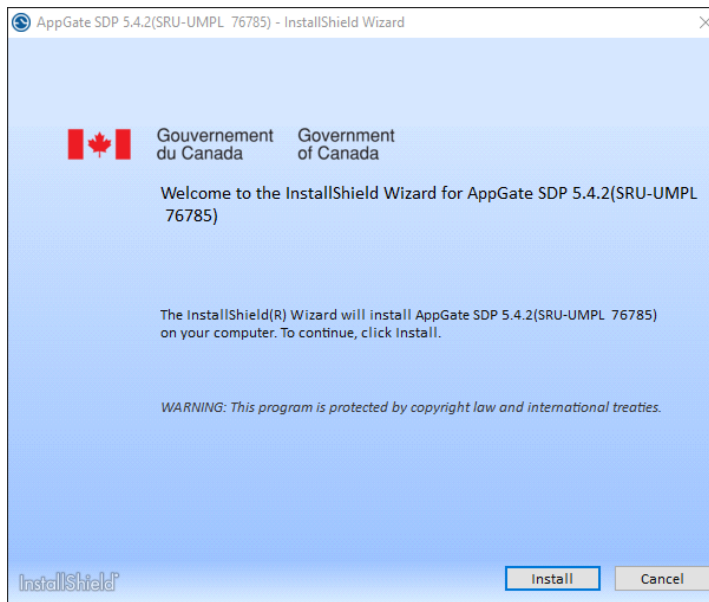 AppGate SDP 5.4.2(SRU-UMPL 76785) - InstallShield Wizard
Gouvernement Government
du Canada of Canada
Welcome to the InstallShield Wizard for AppGate SDP 5.4.2(SRU-UMPL
76785)
The InstallShield(R) Wizard will install AppGate SDP 5.4.2(SRU-UMPL 76785)
on your computer. To continue, click Install.
WARNING: This program is protected by copyright law and international treaties.
InstallShield
Install Cancel